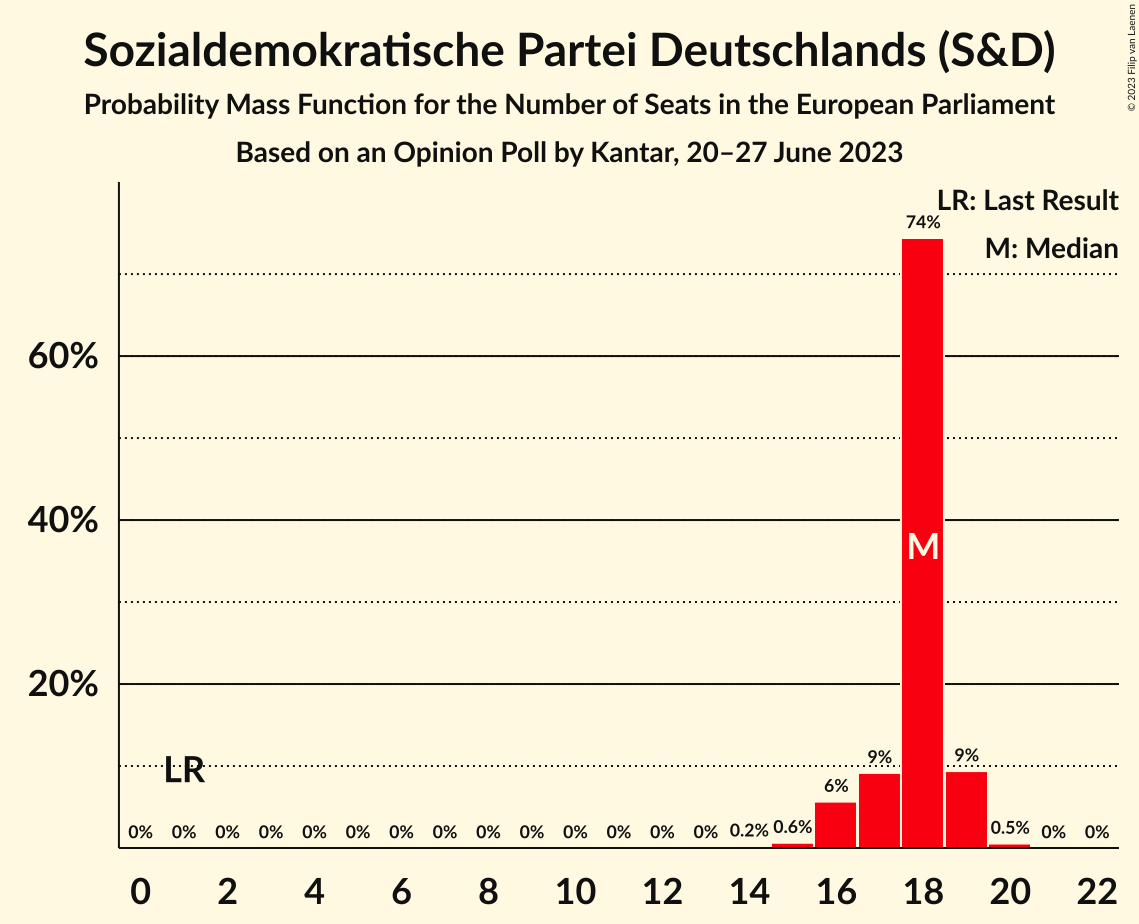 Sozialdemokratische Partei Deutschlands (S&D)
Probability Mass Function for the Number of Seats in the European Parliament
Based on an Opinion Poll by Kantar, 20–27 June 2023
© 2023 Filip van Laenen
LR: Last Result
M: Median
74%
60%
40%
M
20%
LR
9%
9%
6%
0% 0% 0% 0% 0% 0% 0% 0% 0% 0% 0% 0% 0% 0% 0.2% 0.6% 0.5% 0% 0%
0 2 4 6 8 10 12 14 16 18 20 22